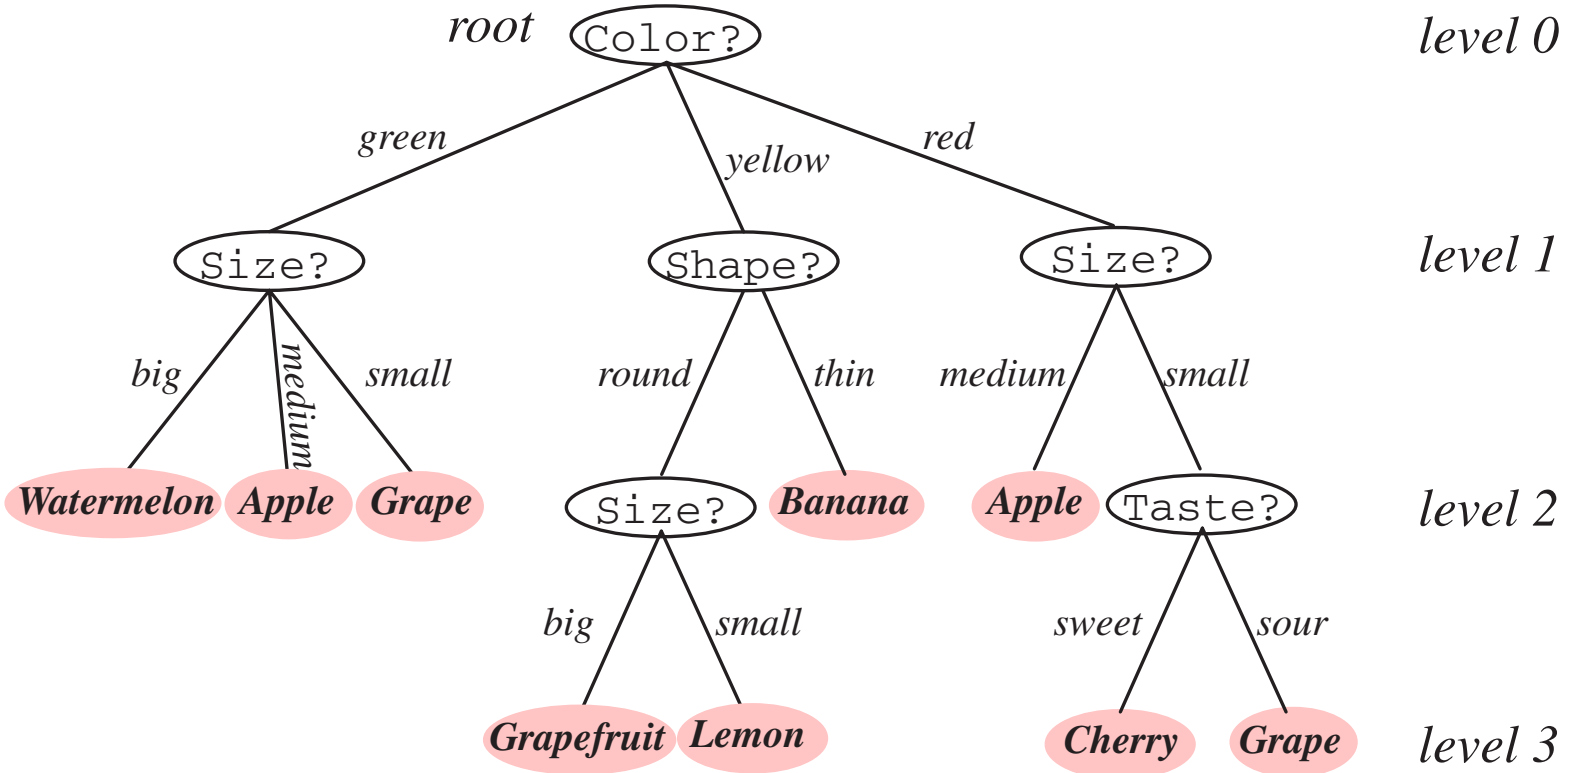 root Color? level 0
green yellow red
Size? Shape? Size? level 1
big medium small round thin medium small
Watermelon Apple Grape Size? Banana Apple Taste? level 2
big small sweet sour
Grapefruit Lemon Cherry Grape level 3